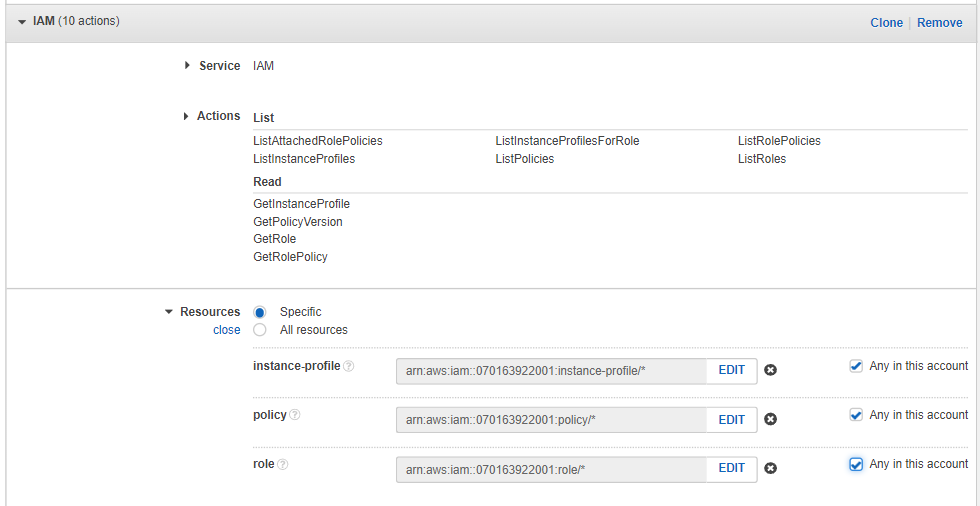 IAM (10 actions) Clone | Remove
Service IAM
Actions List
ListAttachedRolePolicies ListInstanceProfilesForRole ListRolePolicies
ListInstanceProfiles ListPolicies ListRoles
Read
GetInstanceProfile
GetPolicyVersion
GetRole
GetRolePolicy
Resources Specific
close All resources
instance-profile ? arn:aws:iam::070163922001:instance-profile/* EDIT Any in this account
policy ? arn:aws:iam::070163922001:policy/* EDIT Any in this account
role ? arn:aws:iam::070163922001:role/* EDIT Any in this account